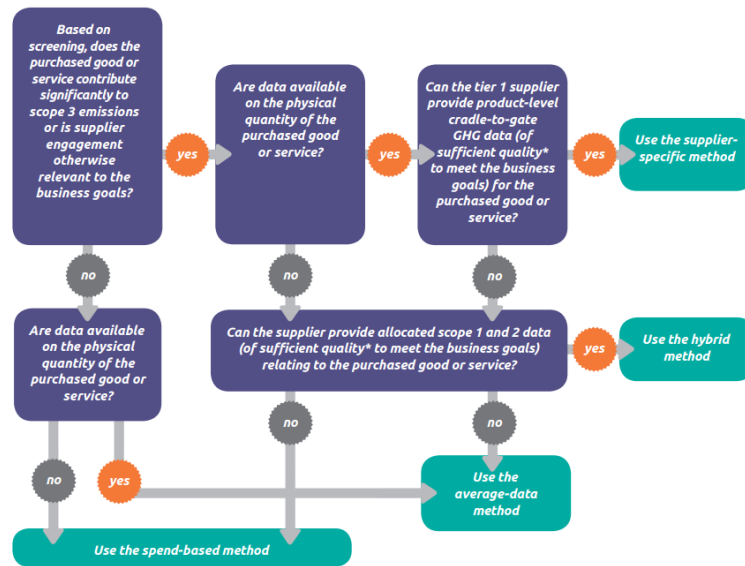 Based on
screening, does the
purchased good or
service contribute
significantly to
scope 3 emissions
or is supplier
engagement
otherwise
relevant to the
business goals?
yes
Are data available
on the physical
quantity of the
purchased good
or service?
yes
Can the tier 1 supplier
provide product-level
cradle-to-gate
GHG data (of
sufficient quality*
to meet the business
goals) for the
purchased good or
service?
yes
Use the supplier-
specific method
no
no
no
Are data available
on the physical
quantity of the
purchased good or
service?
Can the supplier provide allocated scope 1 and 2 data
(of sufficient quality* to meet the business goals)
relating to the purchased good or service?
yes
Use the hybrid
method
no
no
no
yes
Use the
average-data
method
Use the spend-based method